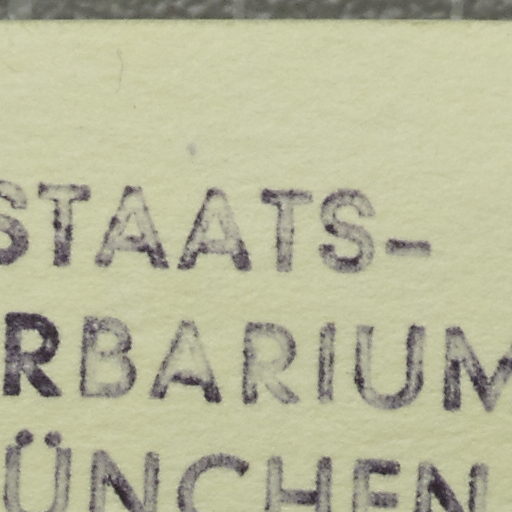 STAATS-
RBARIUM
ÜNCHEN